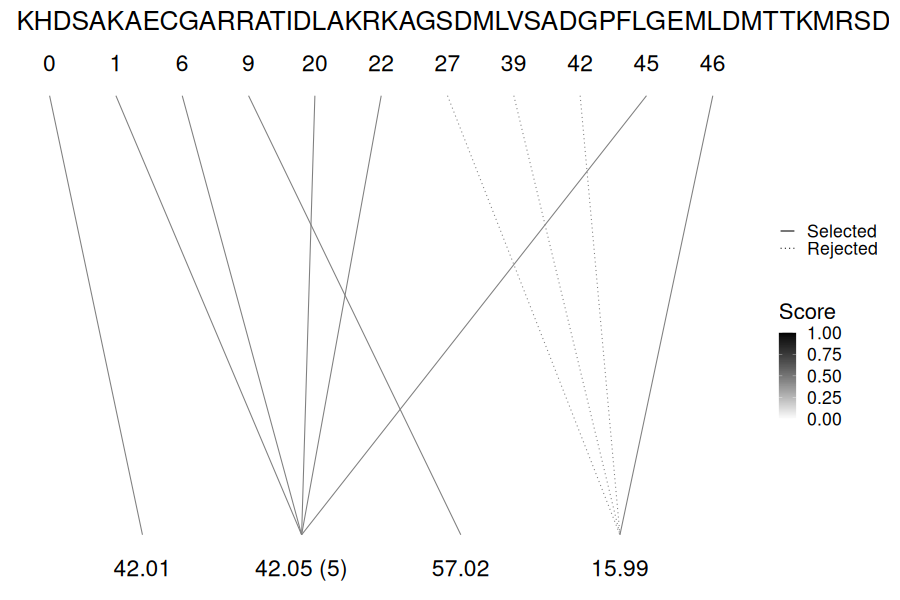 KHDSAKAECGARRATIDLAKRKAGSDMLVSADGPFLGEMLDMTTKMRSD
0 1 6 9 20 22 27 39 42 45 46
Selected
Rejected
Score
1.00
0.75
0.50
0.25
0.00
42.01 42.05 (5) 57.02 15.99